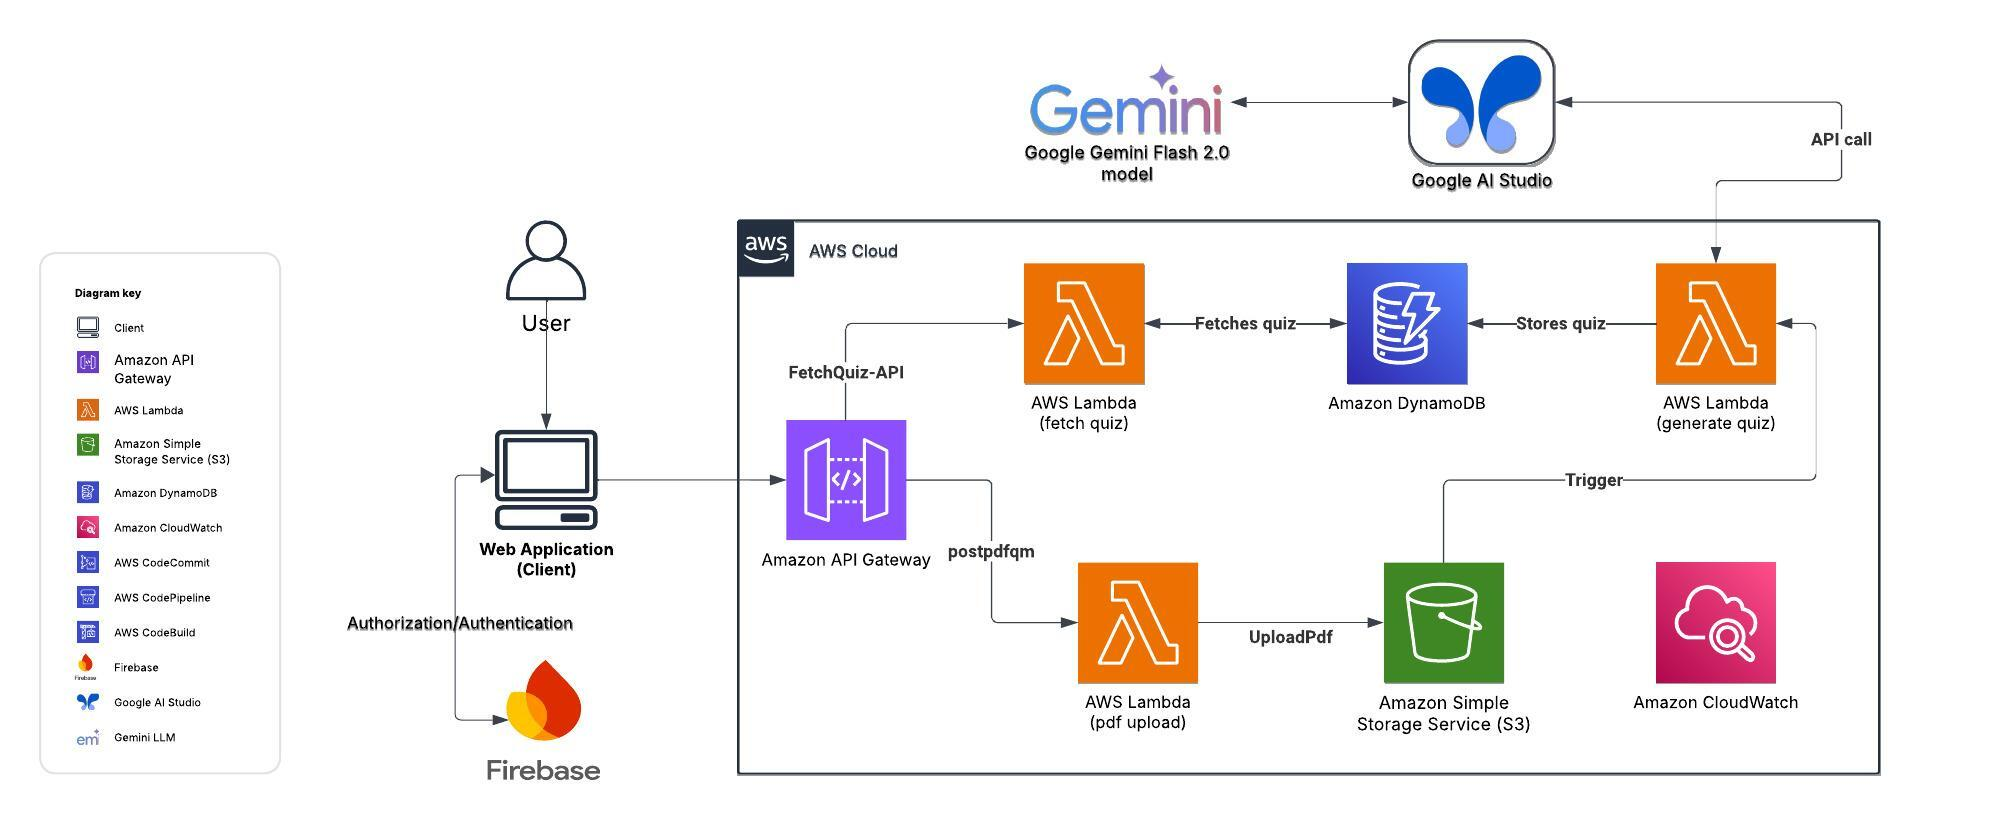 Gemini
Google Gemini Flash 2.0
model
Google AI Studio
API call
aws
AWS Cloud
User
Diagram key
Client
Amazon API
Gateway
AWS Lambda
Amazon Simple
Storage Service (S3)
Amazon DynamoDB
Amazon CloudWatch
AWS CodeCommit
AWS CodePipeline
AWS CodeBuild
Firebase
Firebase
Google AI Studio
em
Gemini LLM
Web Application
(Client)
Authorization/Authentication
Firebase
FetchQuiz-API
</>
Amazon API Gateway
postpdfqm
AWS Lambda
(fetch quiz)
Fetches quiz
Amazon DynamoDB
Stores quiz
AWS Lambda
(generate quiz)
Trigger
AWS Lambda
(pdf upload)
UploadPdf
Amazon Simple
Storage Service (S3)
Amazon CloudWatch